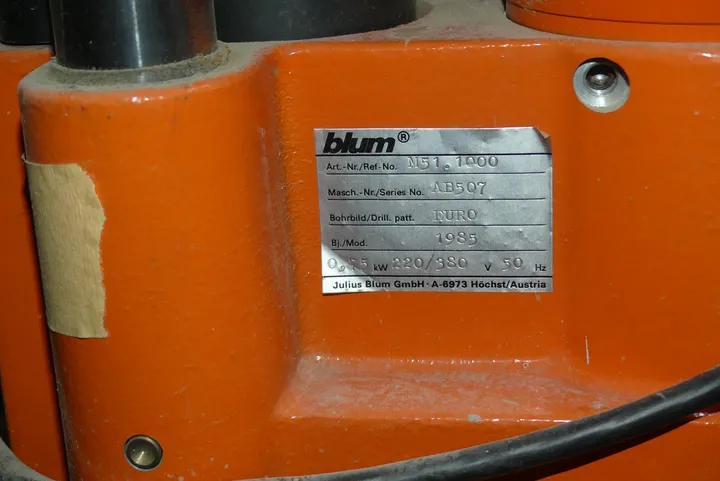 blum®
Art.-Nr./Ref-No. M51.1000
Masch.-Nr./Series No. AB507
Bohrbild/Drill. patt. EURO
Bj./Mod. 1985
0,75 kW 220/380 V 50 Hz
Julius Blum GmbH · A-6973 Höchst/Austria